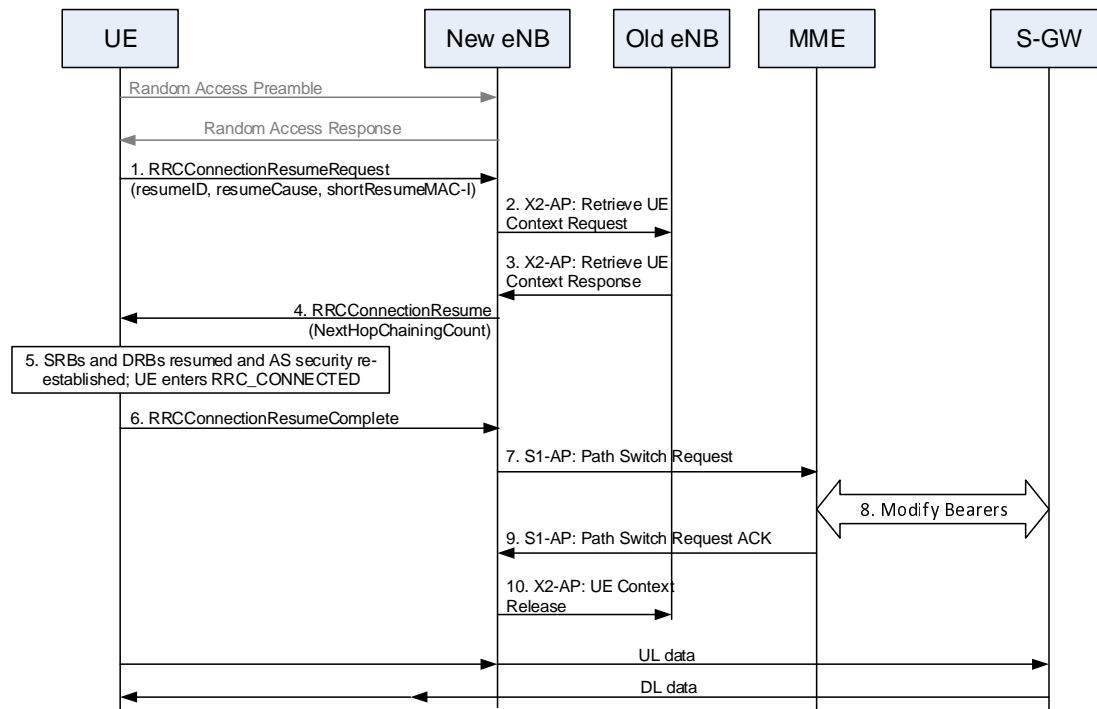 UE
New eNB
Old eNB
MME
S-GW
Random Access Preamble
Random Access Response
1. RRCConnectionResumeRequest
(resumeID, resumeCause, shortResumeMAC-I)
2. X2-AP: Retrieve UE
Context Request
3. X2-AP: Retrieve UE
Context Response
4. RRCConnectionResume
(NextHopChainingCount)
5. SRBs and DRBs resumed and AS security re-
established; UE enters RRC_CONNECTED
6. RRCConnectionResumeComplete
7. S1-AP: Path Switch Request
8. Modify Bearers
9. S1-AP: Path Switch Request ACK
10. X2-AP: UE Context
Release
UL data
DL data